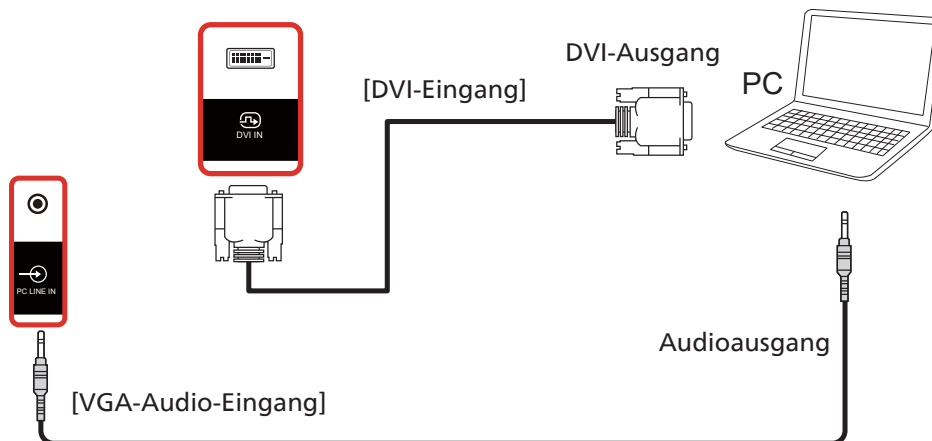 DVI-Ausgang
PC
[DVI-Eingang]
DVI IN
PC LINE IN
Audioausgang
[VGA-Audio-Eingang]